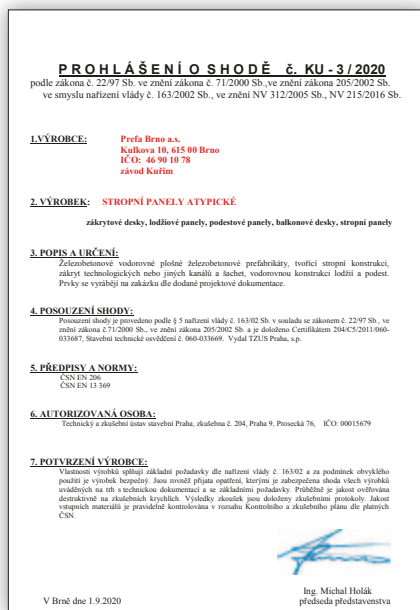 PROHLÁŠENÍ O SHODĚ č. KU - 3 / 2020
podle zákona č. 22/97 Sb. ve znění zákona č. 71/2000 Sb.,ve znění zákona 205/2002 Sb.
ve smyslu nařízení vlády č. 163/2002 Sb., ve znění NV 312/2005 Sb., NV 215/2016 Sb.
1.VÝROBCE: Prefa Brno a.s.
Kulkova 10, 615 00 Brno
IČO: 46 90 10 78
závod Kuřim
2. VÝROBEK: STROPNÍ PANELY ATYPICKÉ
zákrytové desky, lodžiové panely, podestové panely, balkonové desky, stropní panely
3. POPIS A URČENÍ:
Železobetonové vodorovné plošné železobetonové prefabrikáty, tvořící stropní konstrukci,
zákryt technologických nebo jiných kanálů a šachet, vodorovnou konstrukci lodžií a podest.
Prvky se vyrábějí na zakázku dle dodané projektové dokumentace.
4. POSOUZENÍ SHODY:
Posouzení shody je provedeno podle § 5 nařízení vlády č. 163/02 Sb. v souladu se zákonem č. 22/97 Sb., ve
znění zákona č.71/2000 Sb., ve znění zákona 205/2002 Sb. a je doloženo Certifikátem 204/C5/2011/060-
033687, Stavební technické osvědčení č. 060-033669. Vydal TZUS Praha, s.p.
5. PŘEDPISY A NORMY:
ČSN EN 206
ČSN EN 13 369
6. AUTORIZOVANÁ OSOBA:
Technický a zkušební ústav stavební Praha, zkušebna č. 204, Praha 9, Prosecká 76, IČO: 00015679
7. POTVRZENÍ VÝROBCE:
Vlastnosti výrobků splňují základní požadavky dle nařízení vlády č. 163/02 a za podmínek obvyklého
použití je výrobek bezpečný. Jsou rovněž přijata opatření, kterými je zabezpečena shoda všech výrobků
uváděných na trh s technickou dokumentací a se základními požadavky. Průběžně je jakost ověřována
destruktivně na zkušebních krychlích. Výsledky zkoušek jsou doloženy zkušebními protokoly. Jakost
vstupních materiálů je pravidelně kontrolována v rozsahu Kontrolního a zkušebního plánu dle platných
ČSN.
Ing. Michal Holák
V Brně dne 1.9.2020 předseda představenstva